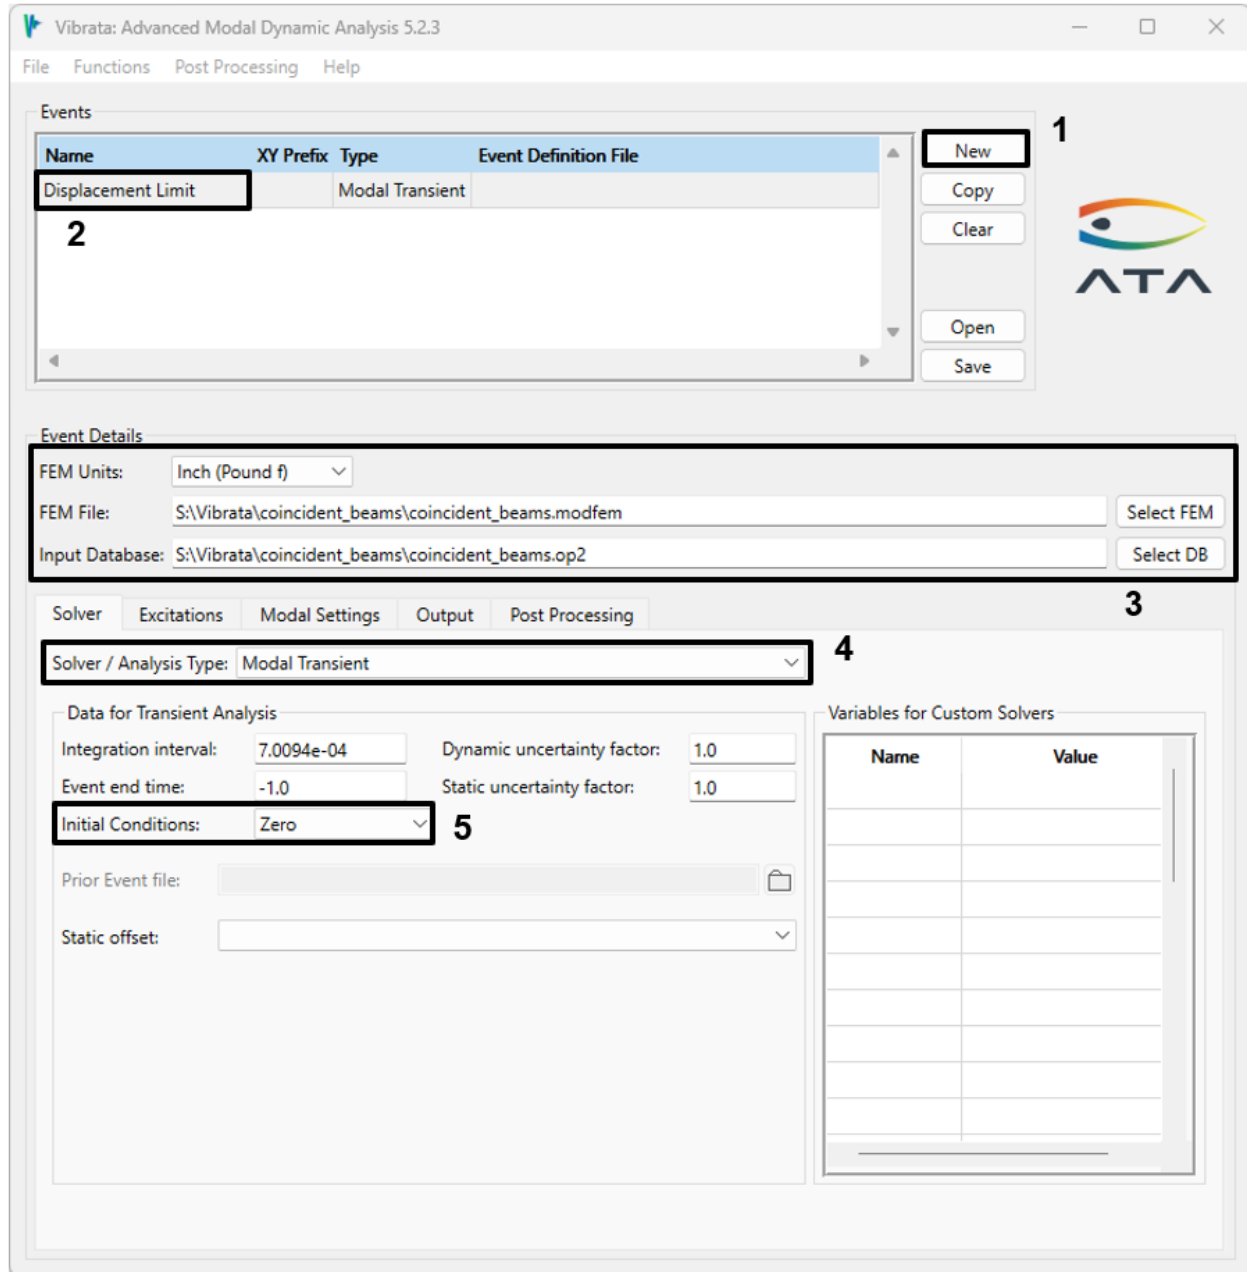 Vibrata: Advanced Modal Dynamic Analysis 5.2.3
File Functions Post Processing Help
Events
1
Name XY Prefix Type Event Definition File
New
Displacement Limit Modal Transient
Copy
2
Clear
ATA
Open
Save
Event Details
FEM Units: Inch (Pound f)
FEM File: S:\Vibrata\coincident_beams\coincident_beams.modfem Select FEM
Input Database: S:\Vibrata\coincident_beams\coincident_beams.op2 Select DB
3
Solver Excitations Modal Settings Output Post Processing
Solver / Analysis Type: Modal Transient
4
Data for Transient Analysis
Integration interval: 7.0094e-04 Dynamic uncertainty factor: 1.0
Event end time: -1.0 Static uncertainty factor: 1.0
Initial Conditions: Zero
5
Prior Event file:
Static offset:
Variables for Custom Solvers
Name Value